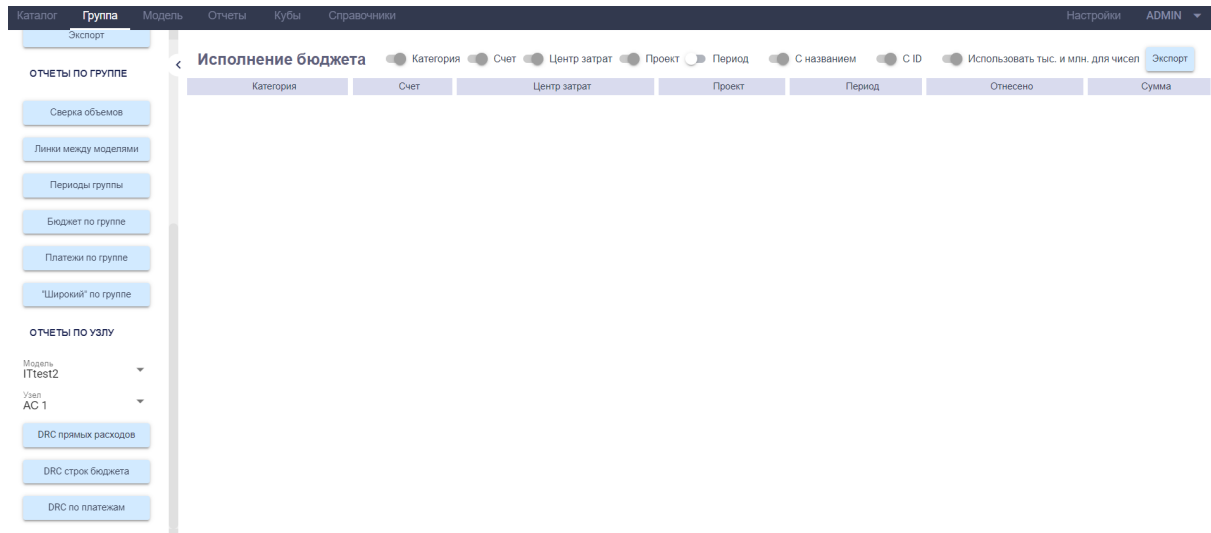 Каталог Группа Модель Отчеты Кубы Справочники Настройки ADMIN
Экспорт
ОТЧЕТЫ ПО ГРУППЕ
Сверка объемов
Линки между моделями
Периоды группы
Бюджет по группе
Платежи по группе
"Широкий" по группе
ОТЧЕТЫ ПО УЗЛУ
Модель
ITtest2
Узел
АС 1
DRC прямых расходов
DRC строк бюджета
DRC по платежам
Исполнение бюджета Категория Счет Центр затрат Проект Период С названием С ID Использовать тыс. и млн. для чисел Экспорт
Категория Счет Центр затрат Проект Период Отнесено Сумма